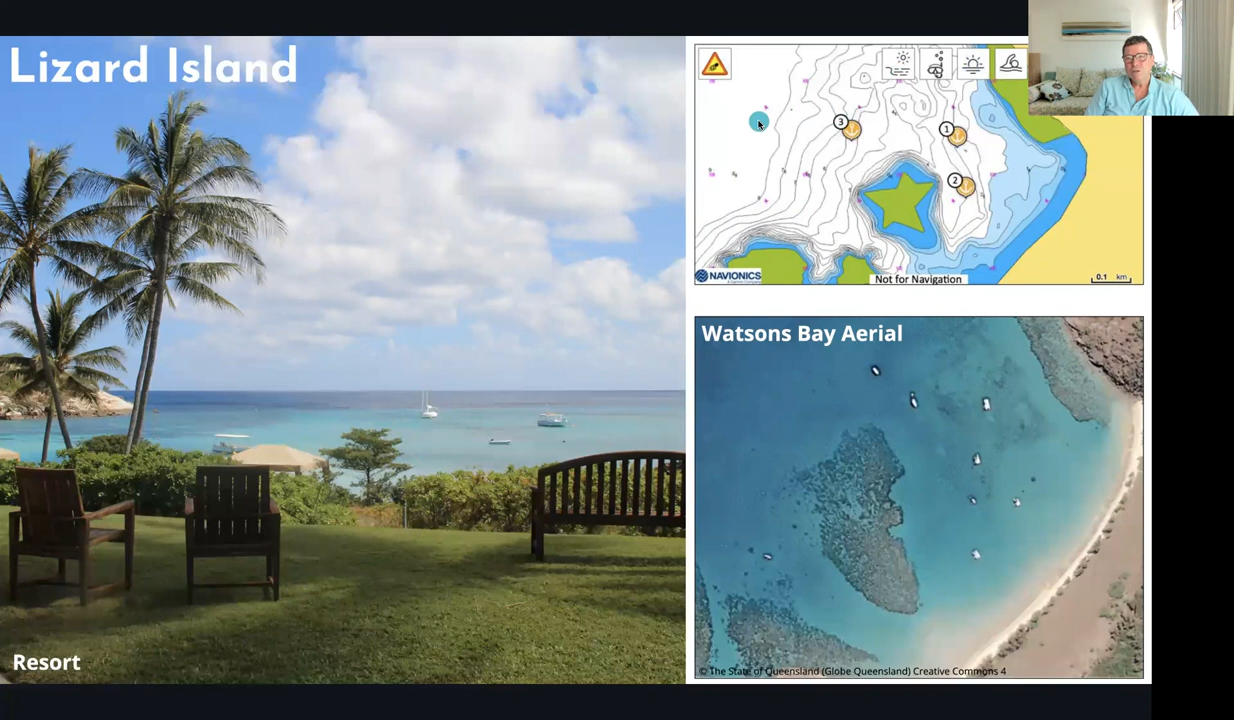 Lizard Island
Resort
3
1
2
NAVIONICS
Not for Navigation
0.1 km
Watsons Bay Aerial
© The State of Queensland (Globe Queensland) Creative Commons 4